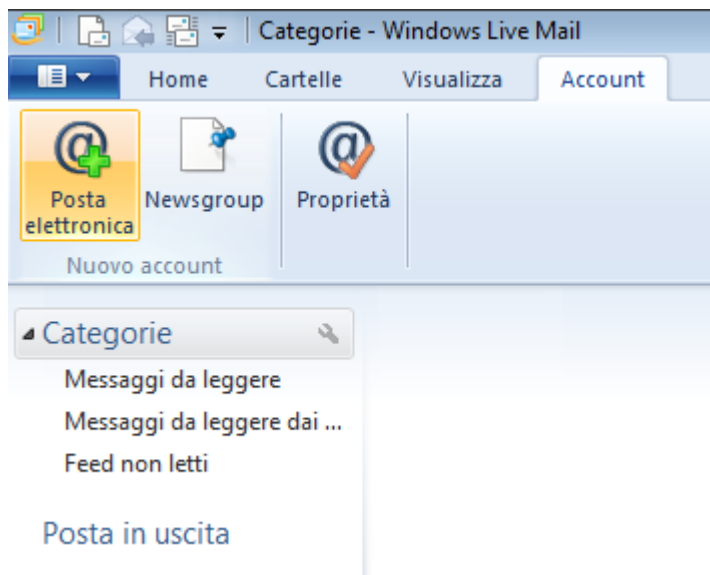 Categorie - Windows Live Mail
Home Cartelle Visualizza Account
Posta elettronica
Newsgroup
Proprietà
Nuovo account
Categorie
Messaggi da leggere
Messaggi da leggere dai ...
Feed non letti
Posta in uscita